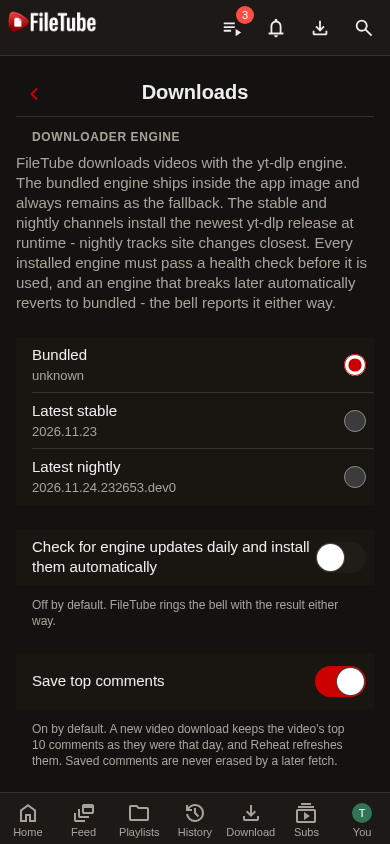 FileTube
3
Downloads
DOWNLOADER ENGINE
FileTube downloads videos with the yt-dlp engine.
The bundled engine ships inside the app image and
always remains as the fallback. The stable and
nightly channels install the newest yt-dlp release at
runtime - nightly tracks site changes closest. Every
installed engine must pass a health check before it is
used, and an engine that breaks later automatically
reverts to bundled - the bell reports it either way.
Bundled
unknown
Latest stable
2026.11.23
Latest nightly
2026.11.24.232653.dev0
Check for engine updates daily and install
them automatically
Off by default. FileTube rings the bell with the result either
way.
Save top comments
On by default. A new video download keeps the video's top
10 comments as they were that day, and Reheat refreshes
them. Saved comments are never erased by a later fetch.
T
Home Feed Playlists History Download Subs You